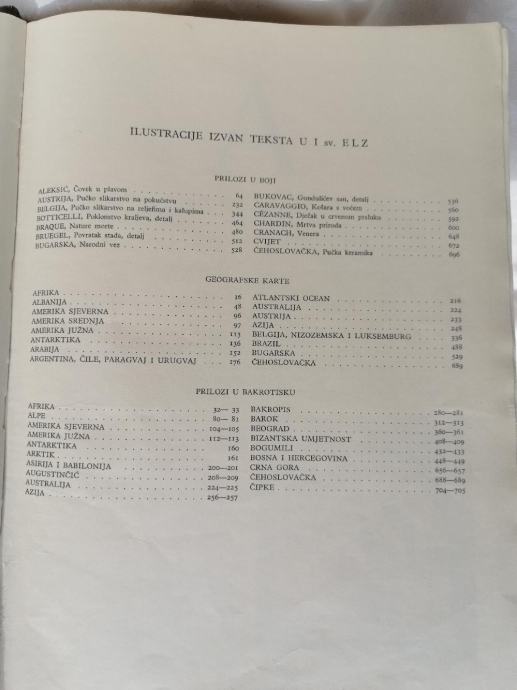 ILUSTRACIJE IZVAN TEKSTA U I sv. E L Z
PRILOZI U BOJI
ALEKSIĆ, Čovek u plavom . . . . . . . . . . . 64
AUSTRIJA, Pučko slikarstvo na pokućstvu . . . . . . 232
BELGIJA, Pučko slikarstvo na reljefima i kalupima . . . 344
BOTTICELLI, Poklonstvo kraljeva, detalj . . . . . . . 464
BRAQUE, Nature morte . . . . . . . . . . . . 480
BRUEGEL, Povratak stada, detalj . . . . . . . . . 512
BUGARSKA, Narodni vez . . . . . . . . . . . . 528
BUKOVAC, Gundulićev san, detalj . . . . . . . . . 536
CARAVAGGIO, Košara s voćem . . . . . . . . . . 560
CÉZANNE, Dječak u crvenom prsluku . . . . . . . . 592
CHARDIN, Mrtva priroda . . . . . . . . . . . . 600
CRANACH, Venera . . . . . . . . . . . . . . 648
CVIJET . . . . . . . . . . . . . . . . . . 672
ČEHOSLOVAČKA, Pučka keramika . . . . . . . . . 696
GEOGRAFSKE KARTE
AFRIKA . . . . . . . . . . . . . . . . . . 16
ALBANIJA . . . . . . . . . . . . . . . . . 48
AMERIKA SJEVERNA . . . . . . . . . . . . . . 96
AMERIKA SREDNJA . . . . . . . . . . . . . . 97
AMERIKA JUŽNA . . . . . . . . . . . . . . . 113
ANTARKTIKA . . . . . . . . . . . . . . . . 136
ARABIJA . . . . . . . . . . . . . . . . . . 152
ARGENTINA, ČILE, PARAGVAJ I URUGVAJ . . . . 176
ATLANTSKI OCEAN . . . . . . . . . . . . . . 216
AUSTRALIJA . . . . . . . . . . . . . . . . 224
AUSTRIJA . . . . . . . . . . . . . . . . . 233
AZIJA . . . . . . . . . . . . . . . . . . . 248
BELGIJA, NIZOZEMSKA I LUKSEMBURG . . . . . 336
BRAZIL . . . . . . . . . . . . . . . . . . 488
BUGARSKA . . . . . . . . . . . . . . . . . 529
ČEHOSLOVAČKA . . . . . . . . . . . . . . . 689
PRILOZI U BAKROTISKU
AFRIKA . . . . . . . . . . . . . . . . 32— 33
ALPE . . . . . . . . . . . . . . . . . 80— 81
AMERIKA SJEVERNA . . . . . . . . . . . 104—105
AMERIKA JUŽNA . . . . . . . . . . . . 112—113
ANTARKTIKA . . . . . . . . . . . . . . 160
ARKTIK . . . . . . . . . . . . . . . . 161
ASIRIJA I BABILONIJA . . . . . . . . . 200—201
AUGUSTINČIĆ . . . . . . . . . . . . . 208—209
AUSTRALIJA . . . . . . . . . . . . . . 224—225
AZIJA . . . . . . . . . . . . . . . . 256—257
BAKROPIS . . . . . . . . . . . . . . . 280—281
BAROK . . . . . . . . . . . . . . . . 312—313
BEOGRAD . . . . . . . . . . . . . . . 360—361
BIZANTSKA UMJETNOST . . . . . . . . . 408—409
BOGUMILI . . . . . . . . . . . . . . . 432—433
BOSNA I HERCEGOVINA . . . . . . . . . 448—449
CRNA GORA . . . . . . . . . . . . . . 656—657
ČEHOSLOVAČKA . . . . . . . . . . . . . 688—689
ČIPKE . . . . . . . . . . . . . . . . 704—705